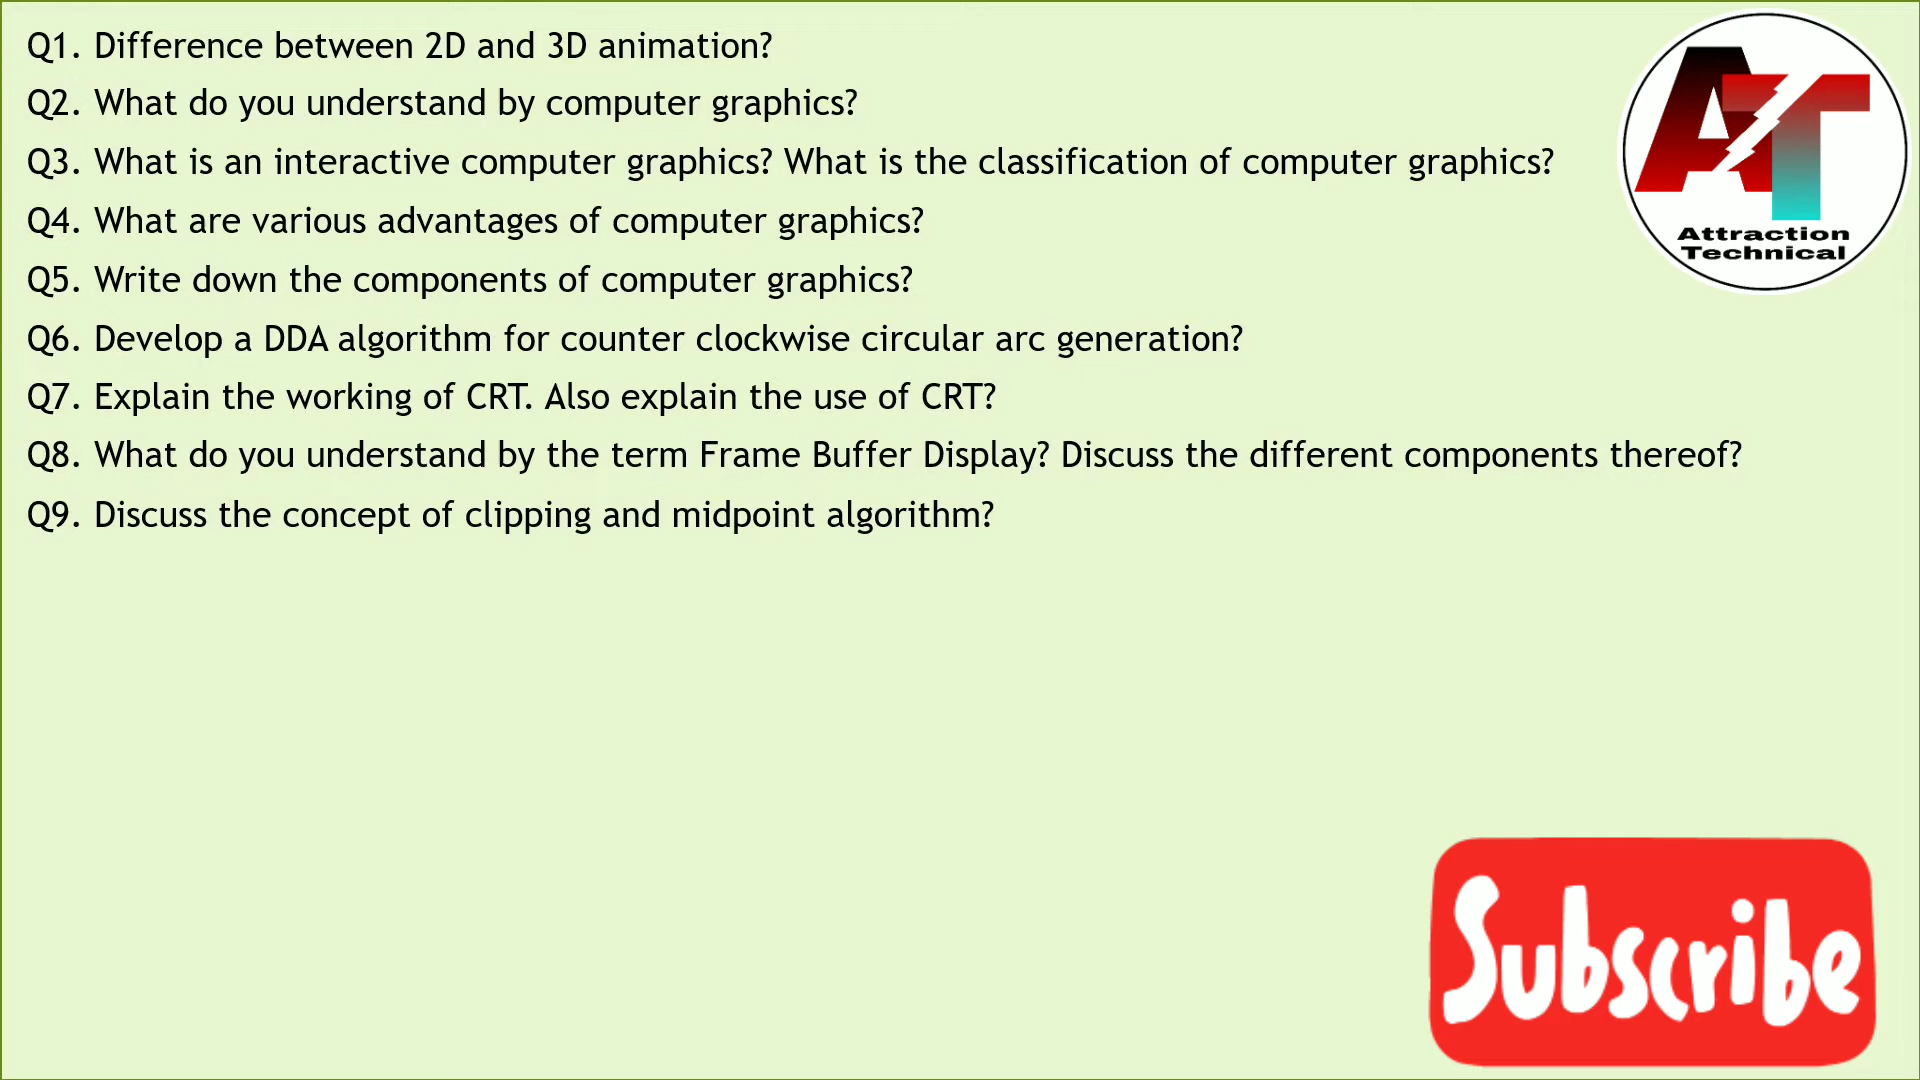 Q1. Difference between 2D and 3D animation?
Q2. What do you understand by computer graphics?
Q3. What is an interactive computer graphics? What is the classification of computer graphics?
Q4. What are various advantages of computer graphics?
Q5. Write down the components of computer graphics?
Q6. Develop a DDA algorithm for counter clockwise circular arc generation?
Q7. Explain the working of CRT. Also explain the use of CRT?
Q8. What do you understand by the term Frame Buffer Display? Discuss the different components thereof?
Q9. Discuss the concept of clipping and midpoint algorithm?
AT
Attraction
Technical
Subscribe